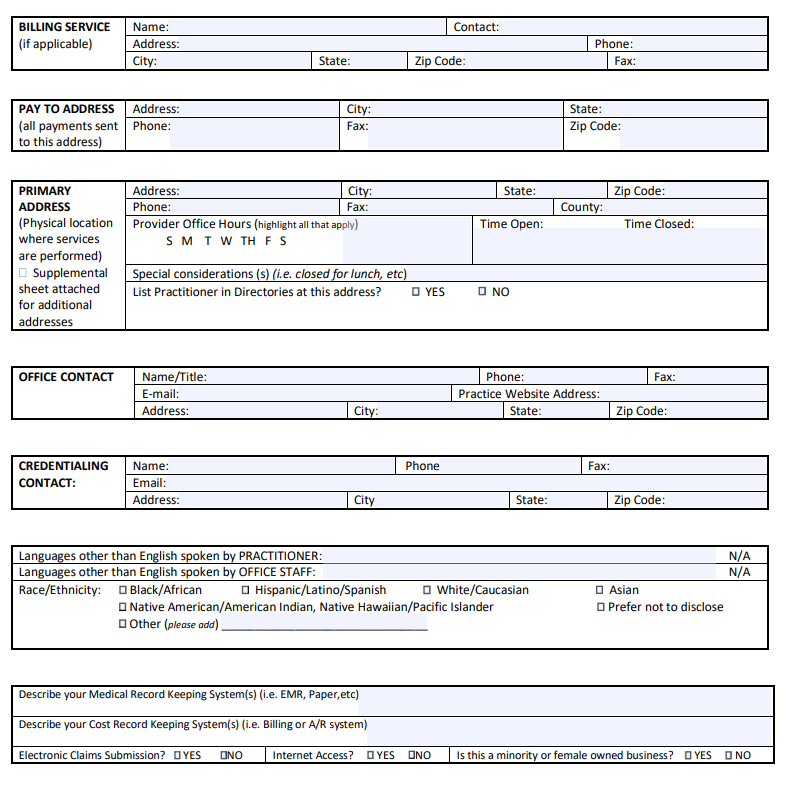 BILLING SERVICE Name: Contact:
(if applicable) Address: Phone:
City: State: Zip Code: Fax:
PAY TO ADDRESS Address: City: State:
(all payments sent Phone: Fax: Zip Code:
to this address)
PRIMARY Address: City: State: Zip Code:
ADDRESS Phone: Fax: County:
(Physical location Provider Office Hours (highlight all that apply) Time Open: Time Closed:
where services S M T W TH F S
are performed)
☐ Supplemental Special considerations (s) (i.e. closed for lunch, etc)
sheet attached List Practitioner in Directories at this address? ☐ YES ☐ NO
for additional
addresses
OFFICE CONTACT Name/Title: Phone: Fax:
E-mail: Practice Website Address:
Address: City: State: Zip Code:
CREDENTIALING Name: Phone Fax:
CONTACT: Email:
Address: City State: Zip Code:
Languages other than English spoken by PRACTITIONER: N/A
Languages other than English spoken by OFFICE STAFF: N/A
Race/Ethnicity: ☐ Black/African ☐ Hispanic/Latino/Spanish ☐ White/Caucasian ☐ Asian
☐ Native American/American Indian, Native Hawaiian/Pacific Islander ☐ Prefer not to disclose
☐ Other (please add) ________________________________
Describe your Medical Record Keeping System(s) (i.e. EMR, Paper,etc)
Describe your Cost Record Keeping System(s) (i.e. Billing or A/R system)
Electronic Claims Submission? ☐ YES ☐NO Internet Access? ☐ YES ☐NO Is this a minority or female owned business? ☐ YES ☐ NO